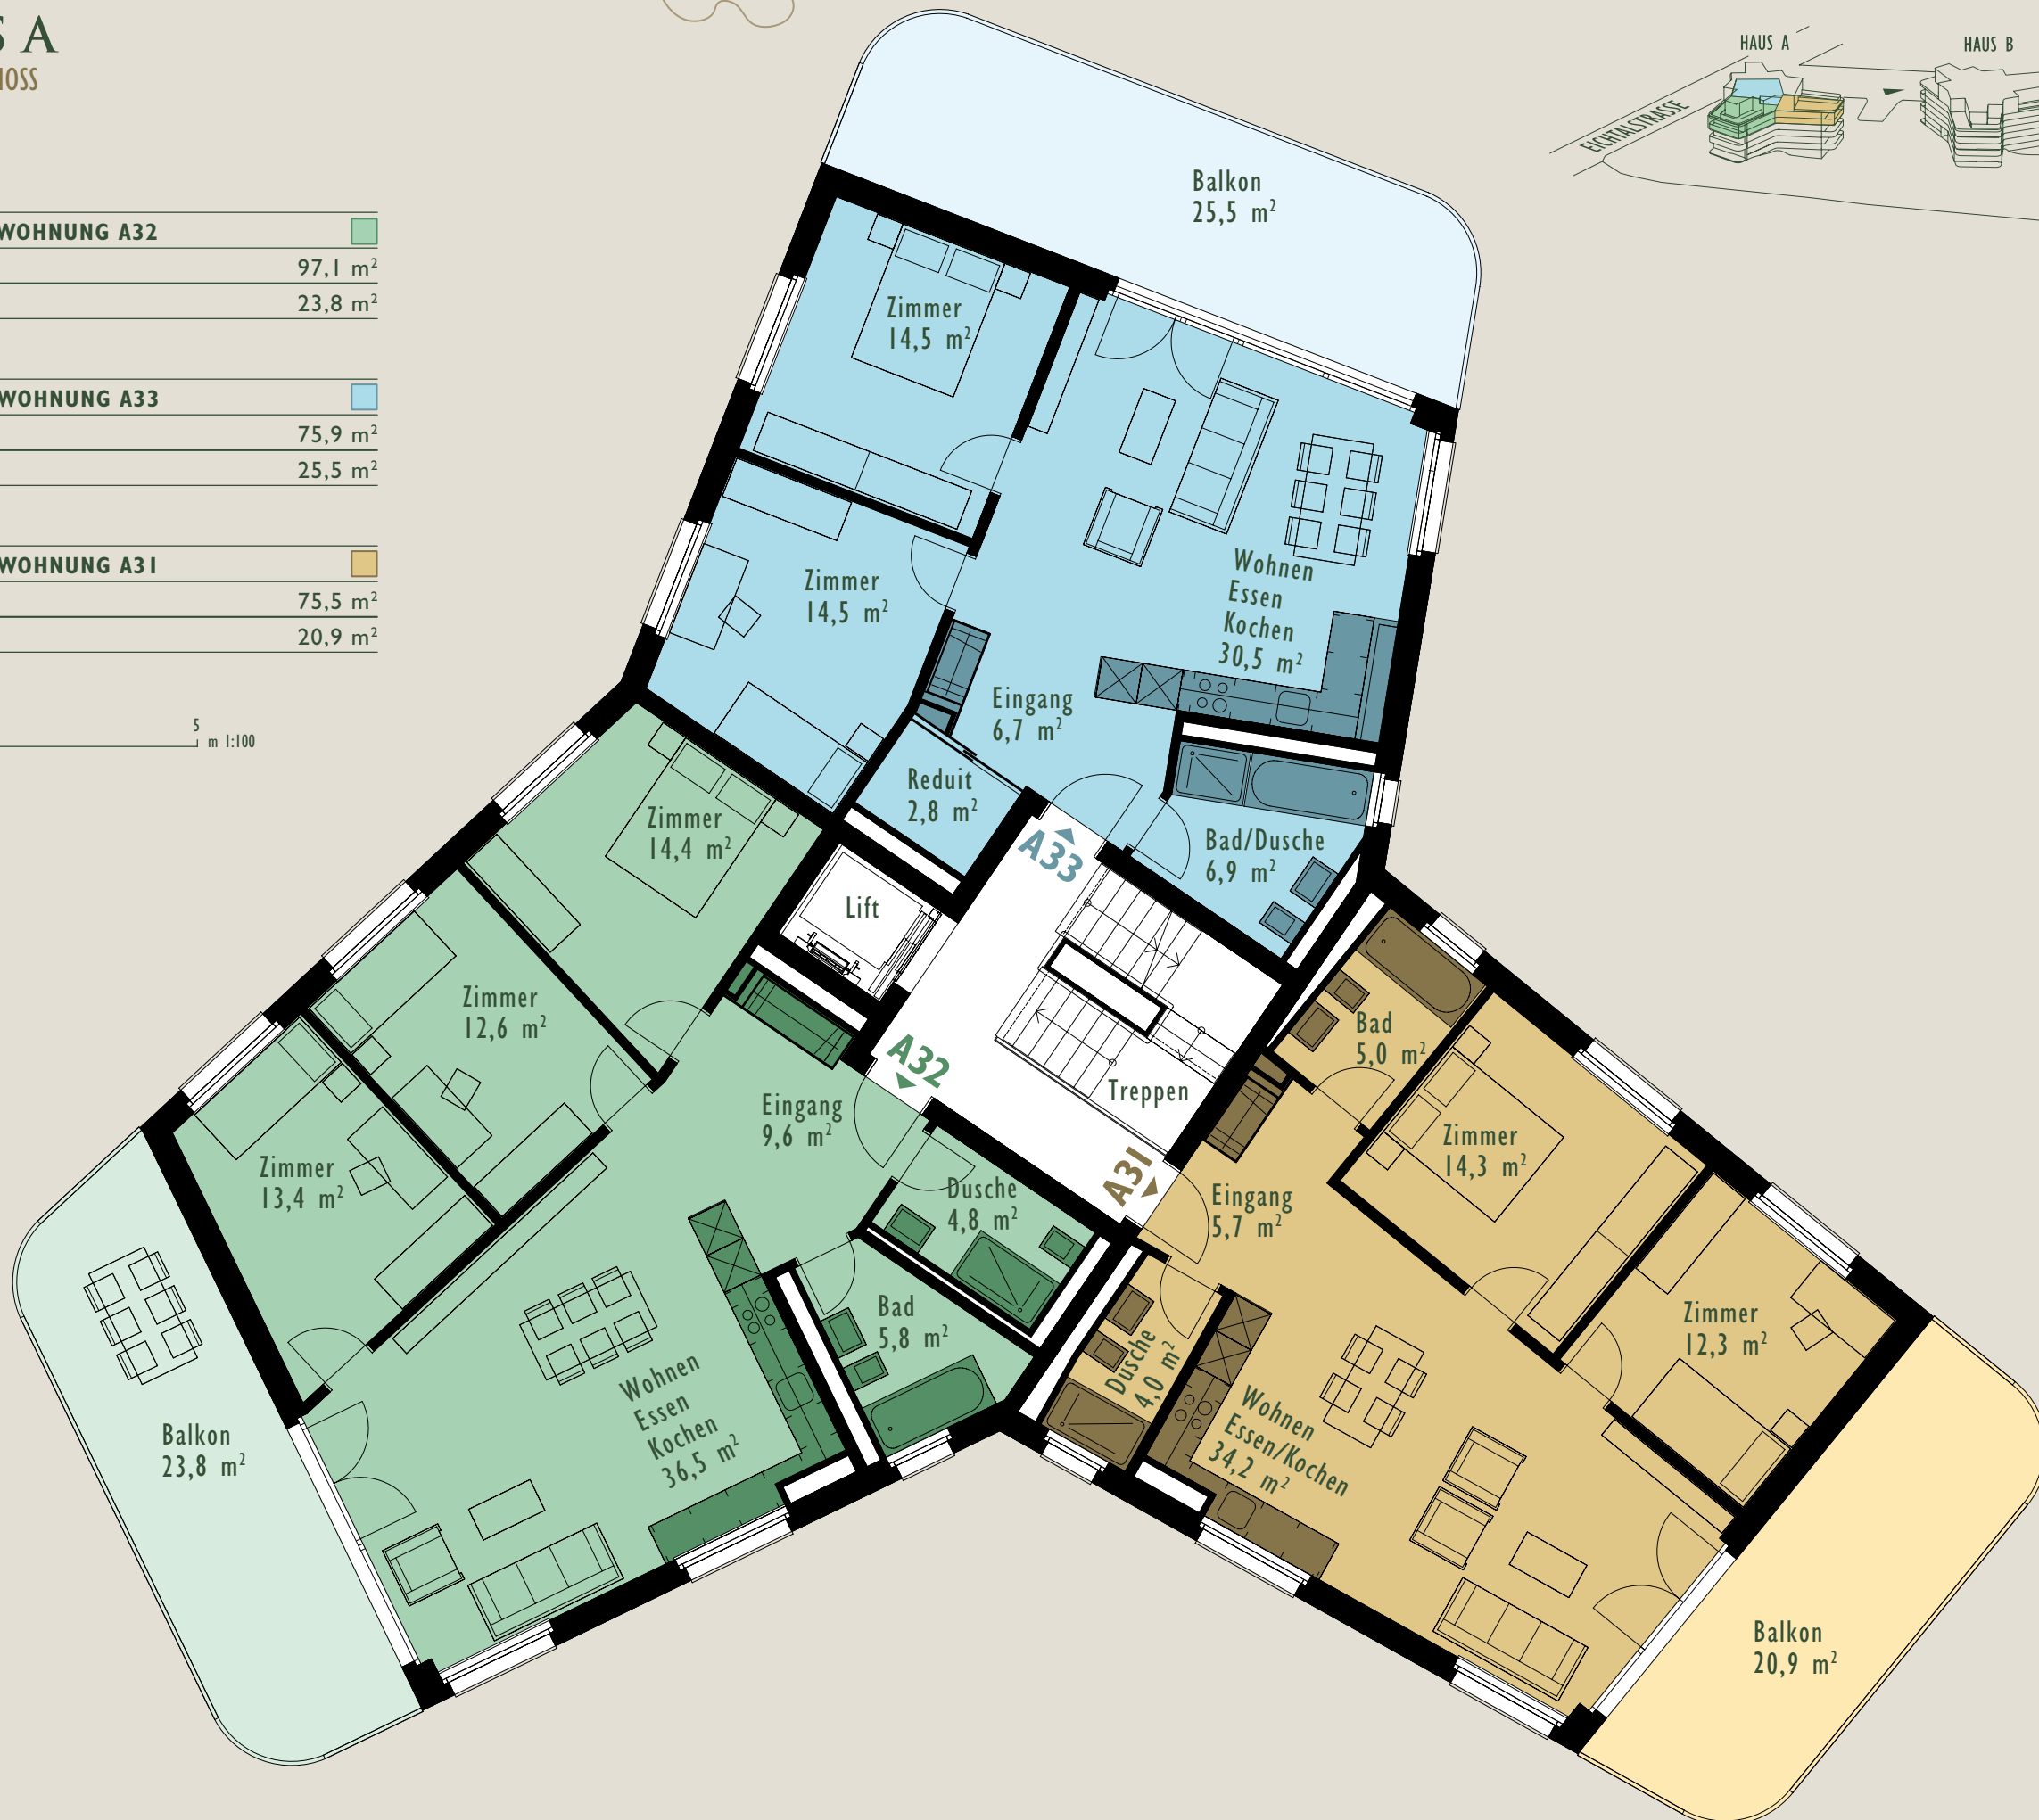 S A
HAUS A
HAUS B
EICHTALSTRASSE
WOHNUNG A32
97,1 m²
23,8 m²
WOHNUNG A33
75,9 m²
25,5 m²
WOHNUNG A31
75,5 m²
20,9 m²
5
m 1:100
Balkon
25,5 m²
Zimmer
14,5 m²
Zimmer
14,5 m²
Wohnen
Essen
Kochen
30,5 m²
Eingang
6,7 m²
Reduit
2,8 m²
Bad/Dusche
6,9 m²
A33
Lift
Treppen
A32
A31
Zimmer
14,4 m²
Zimmer
12,6 m²
Zimmer
13,4 m²
Eingang
9,6 m²
Dusche
4,8 m²
Bad
5,8 m²
Wohnen
Essen
Kochen
36,5 m²
Balkon
23,8 m²
Bad
5,0 m²
Zimmer
14,3 m²
Eingang
5,7 m²
Zimmer
12,3 m²
Dusche
4,0 m²
Wohnen
Essen/Kochen
34,2 m²
Balkon
20,9 m²